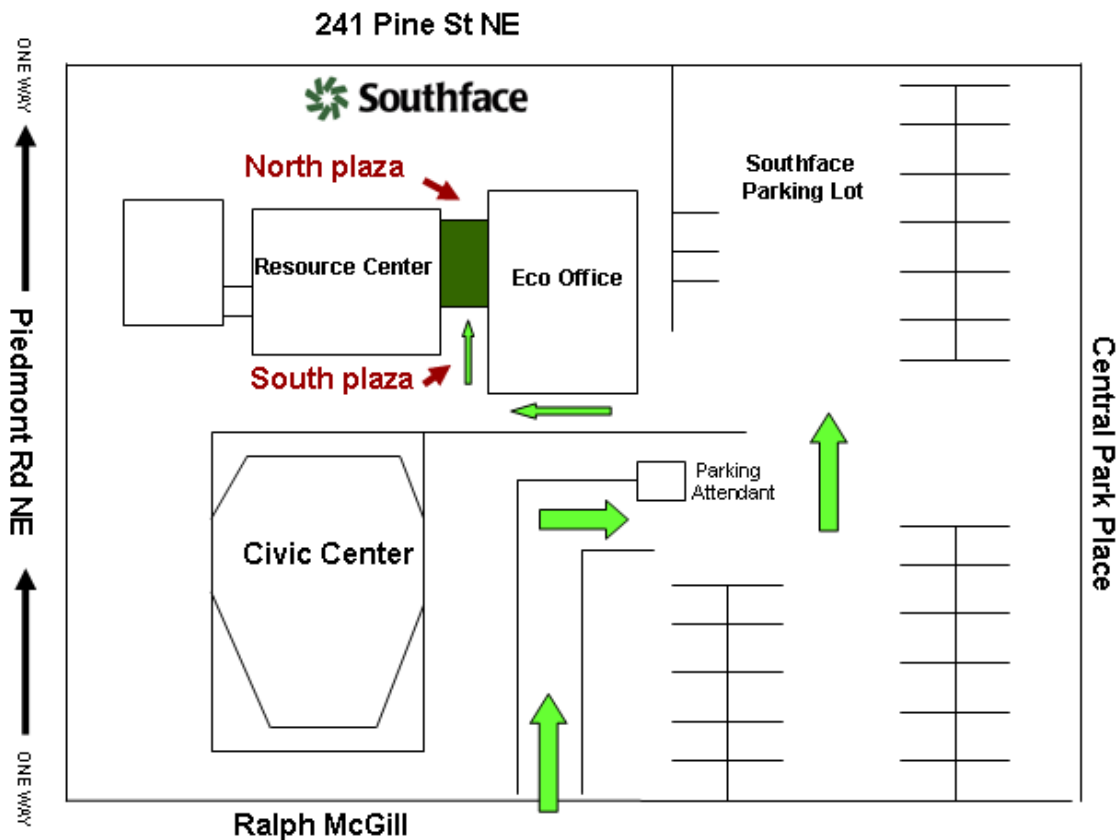 241 Pine St NE
ONE WAY
Southface
North plaza
Southface
Parking Lot
Resource Center
Eco Office
Piedmont Rd NE
South plaza
Central Park Place
Parking
Attendant
Civic Center
ONE WAY
Ralph McGill